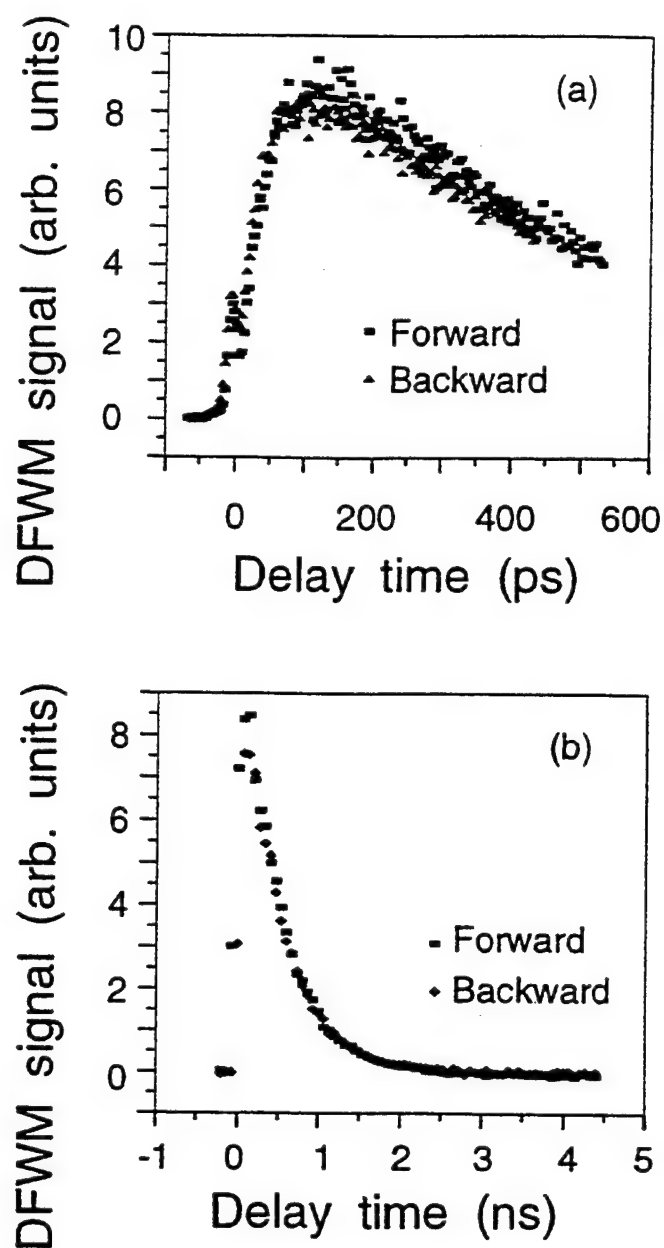 DFWM signal (arb. units)
10
8
6
4
2
0
(a)
Forward
Backward
0 200 400 600
Delay time (ps)
DFWM signal (arb. units)
8
6
4
2
0
(b)
Forward
Backward
-1 0 1 2 3 4 5
Delay time (ns)